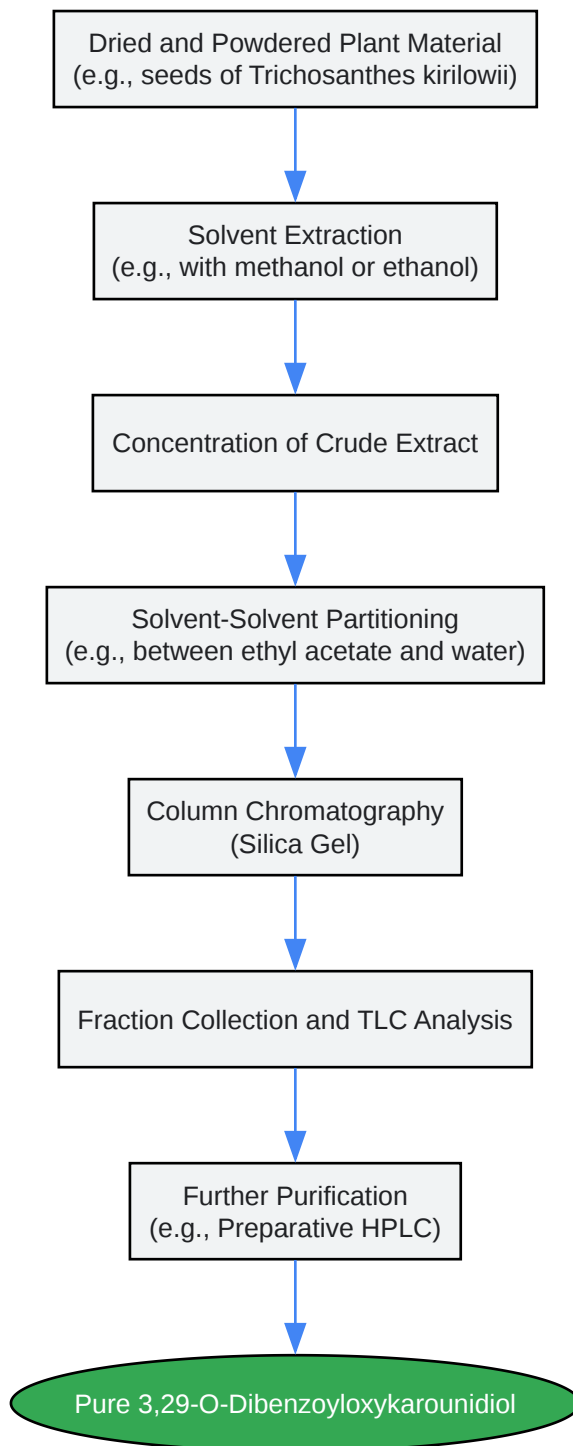 Dried and Powdered Plant Material
(e.g., seeds of Trichosanthes kirilowii)
Solvent Extraction
(e.g., with methanol or ethanol)
Concentration of Crude Extract
Solvent-Solvent Partitioning
(e.g., between ethyl acetate and water)
Column Chromatography
(Silica Gel)
Fraction Collection and TLC Analysis
Further Purification
(e.g., Preparative HPLC)
Pure 3,29-O-Dibenzoyloxykarounidiol